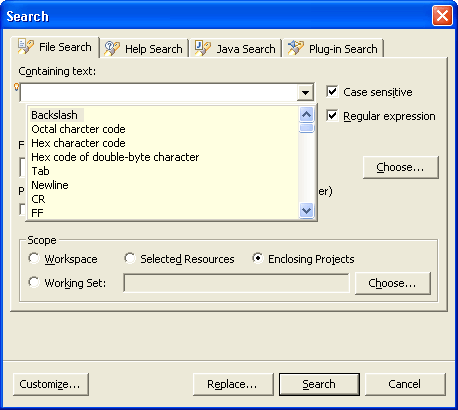 Search
File Search Help Search Java Search Plug-in Search
Containing text:
Case sensitive
Backslash
Regular expression
Octal charcter code
Hex character code
Hex code of double-byte character
Tab
Newline
CR
FF
F
Choose...
P er)
Scope
Workspace Selected Resources Enclosing Projects
Working Set: Choose...
Customize... Replace... Search Cancel